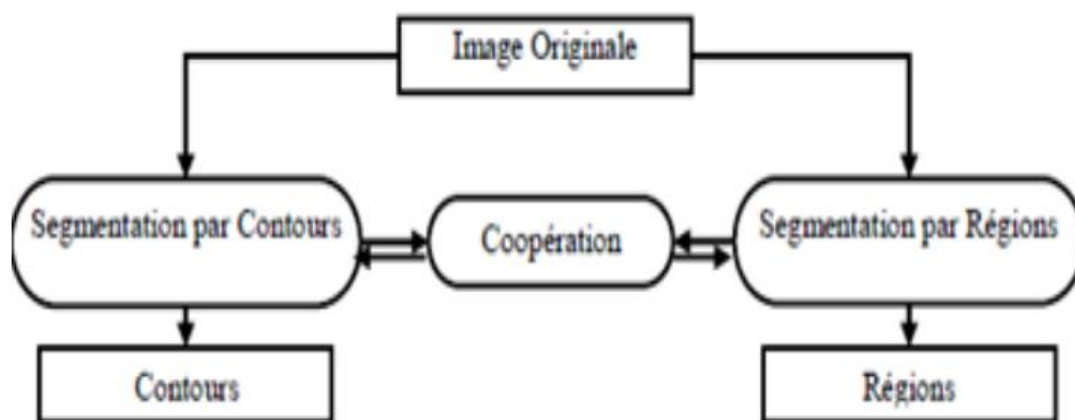 Image Originale
Segmentation par Contours
Coopération
Segmentation par Régions
Contours
Régions